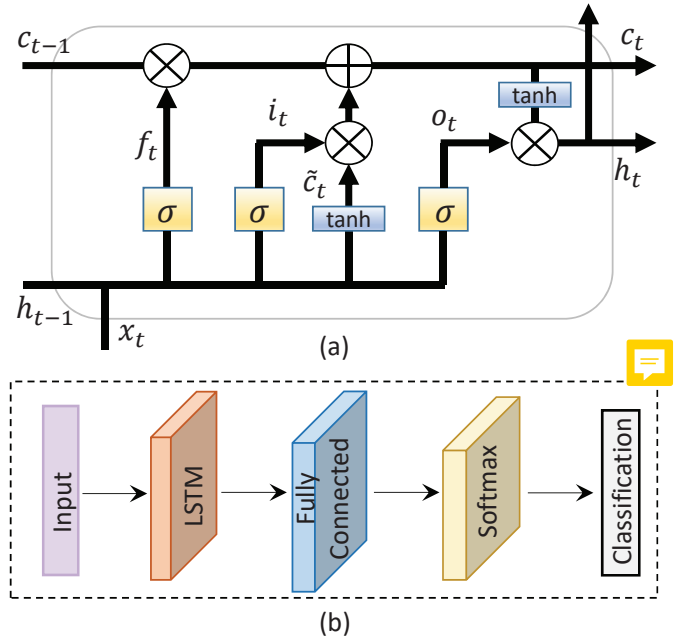 c_{t-1}
c_t
tanh
i_t
o_t
f_t
c̃_t
h_t
σ
σ
tanh
σ
h_{t-1}
x_t
(a)
Input
LSTM
Fully
Connected
Softmax
Classification
(b)